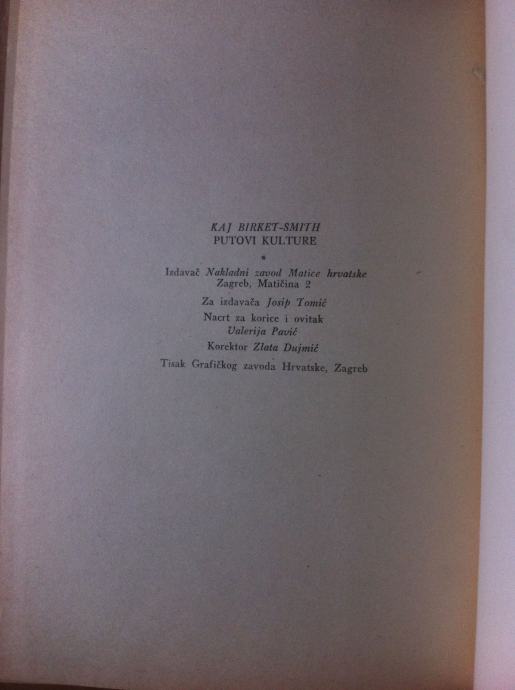 KAJ BIRKET-SMITH
PUTOVI KULTURE
*
Izdavač Nakladni zavod Matice hrvatske
Zagreb, Matičina 2
Za izdavača Josip Tomić
Nacrt za korice i ovitak
Valerija Pavić
Korektor Zlata Dujmić
Tisak Grafičkog zavoda Hrvatske, Zagreb